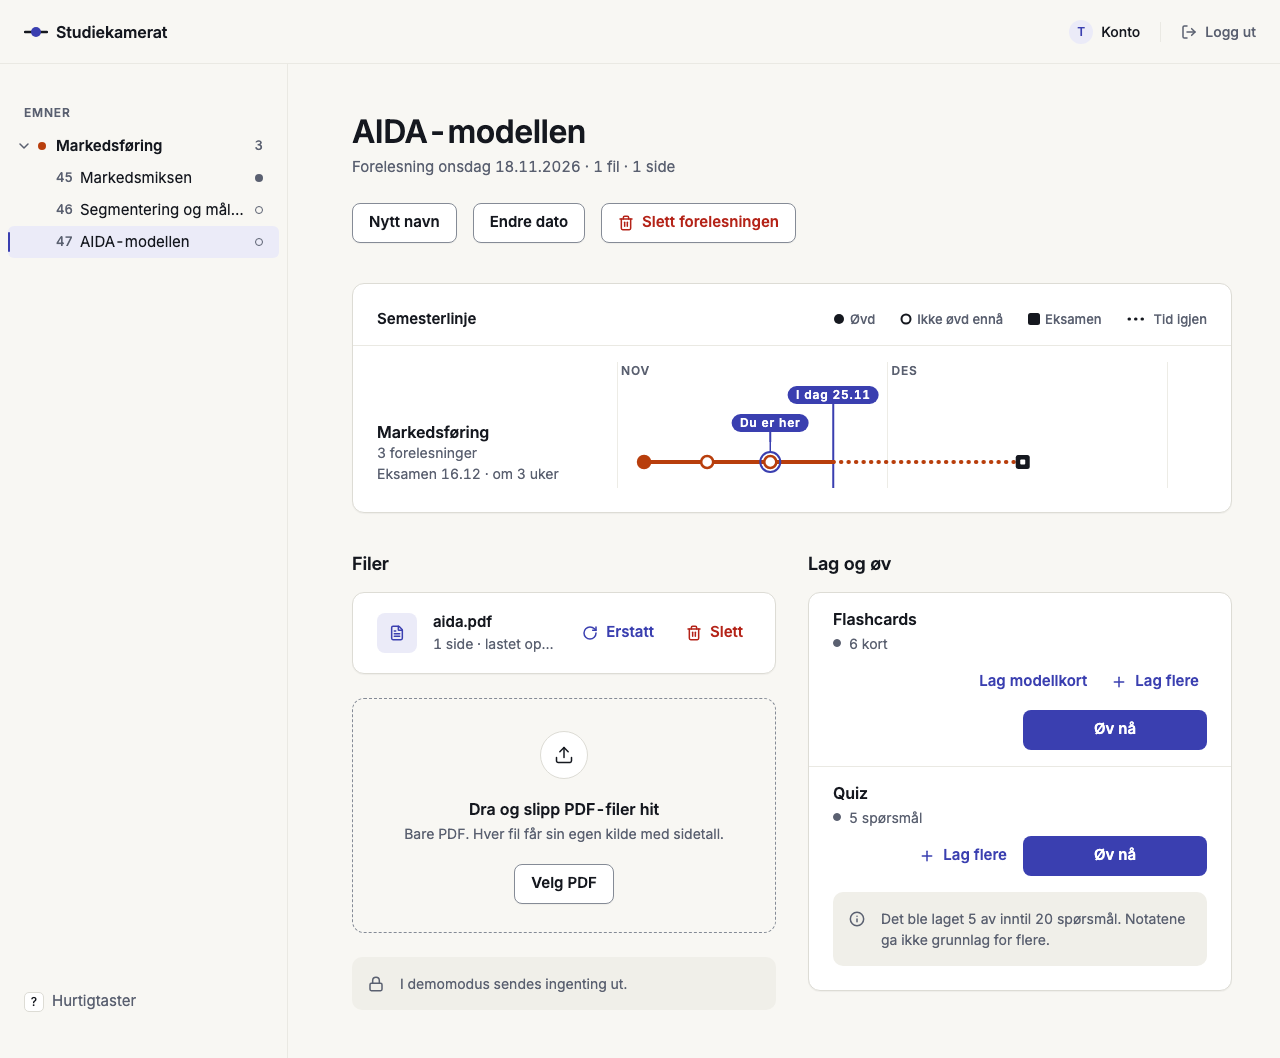 Studiekamerat
T Konto
Logg ut
EMNER
Markedsføring 3
45 Markedsmiksen
46 Segmentering og mål...
47 AIDA-modellen
? Hurtigtaster
AIDA-modellen
Forelesning onsdag 18.11.2026 · 1 fil · 1 side
Nytt navn
Endre dato
Slett forelesningen
Semesterlinje
Øvd
Ikke øvd ennå
Eksamen
Tid igjen
NOV
DES
I dag 25.11
Du er her
Markedsføring
3 forelesninger
Eksamen 16.12 · om 3 uker
Filer
aida.pdf
1 side · lastet op...
Erstatt
Slett
Dra og slipp PDF-filer hit
Bare PDF. Hver fil får sin egen kilde med sidetall.
Velg PDF
I demomodus sendes ingenting ut.
Lag og øv
Flashcards
6 kort
Lag modellkort
Lag flere
Øv nå
Quiz
5 spørsmål
Lag flere
Øv nå
Det ble laget 5 av inntil 20 spørsmål. Notatene
ga ikke grunnlag for flere.